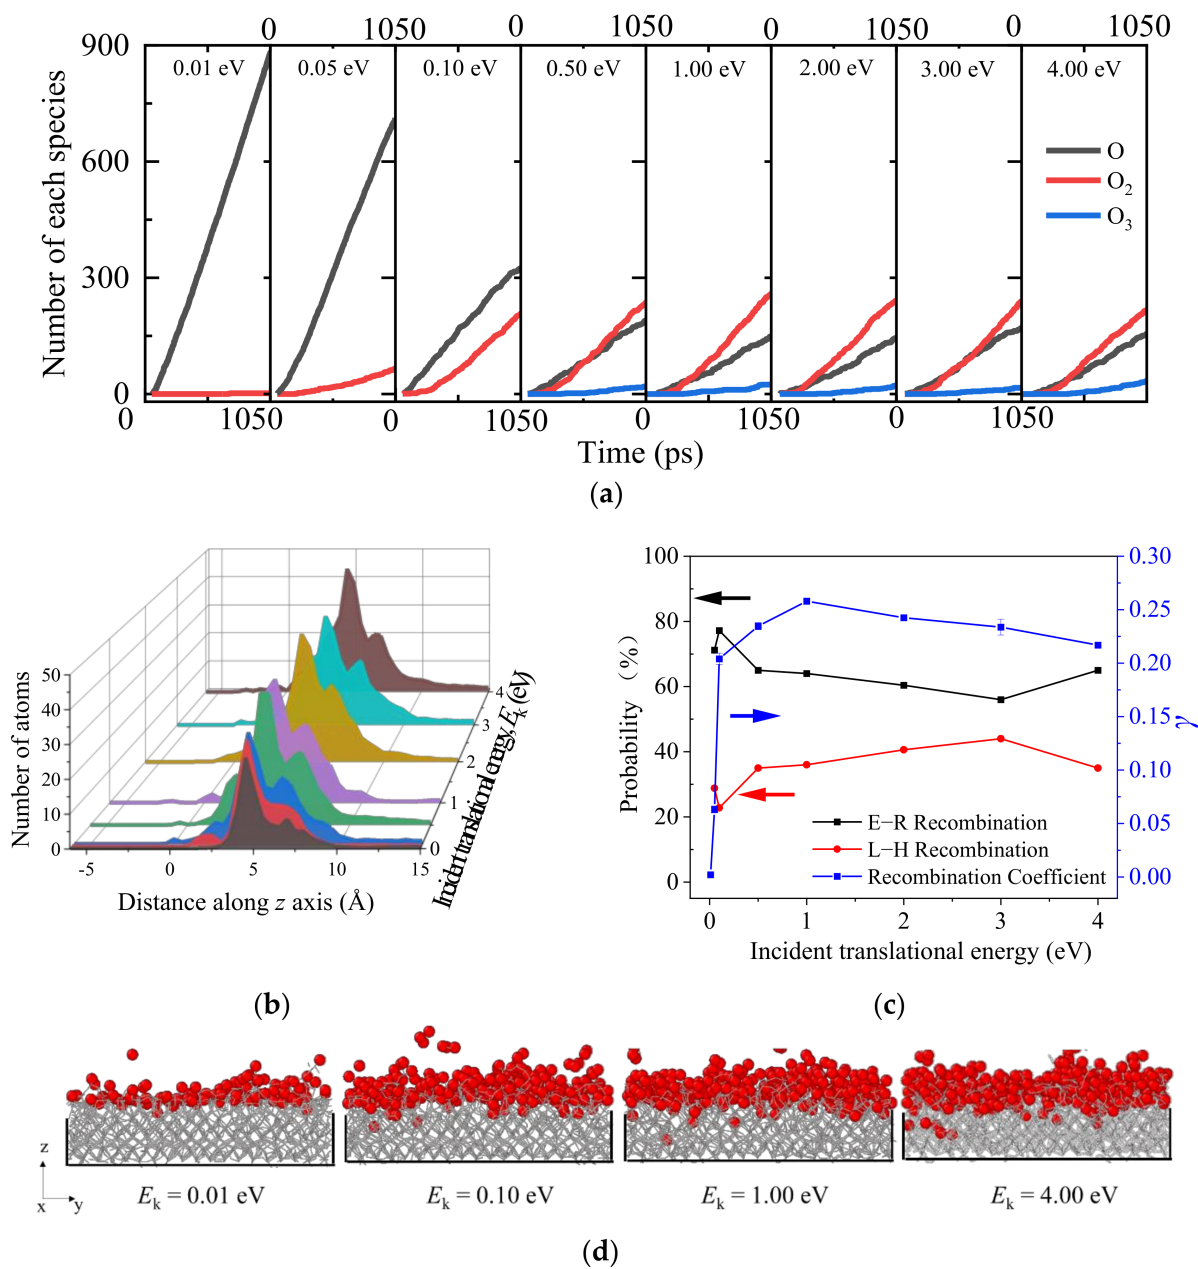 0 1050 0 1050 0 1050 0 1050
900 0.01 eV 0.05 eV 0.10 eV 0.50 eV 1.00 eV 2.00 eV 3.00 eV 4.00 eV
600
300
0
Number of each species
O
O2
O3
0 1050 0 1050 0 1050 0 1050
Time (ps)
(a)
50
40
30
20
10
0
Number of atoms
-5 0 5 10 15
Distance along z axis (Å)
4
3
2
1
0
Incident translational energy, Ek (eV)
(b)
100
80
60
40
20
0
Probability (%)
0.30
0.25
0.20
0.15
0.10
0.05
0.00
γ
E−R Recombination
L−H Recombination
Recombination Coefficient
0 1 2 3 4
Incident translational energy (eV)
(c)
z
x y
Ek = 0.01 eV Ek = 0.10 eV Ek = 1.00 eV Ek = 4.00 eV
(d)